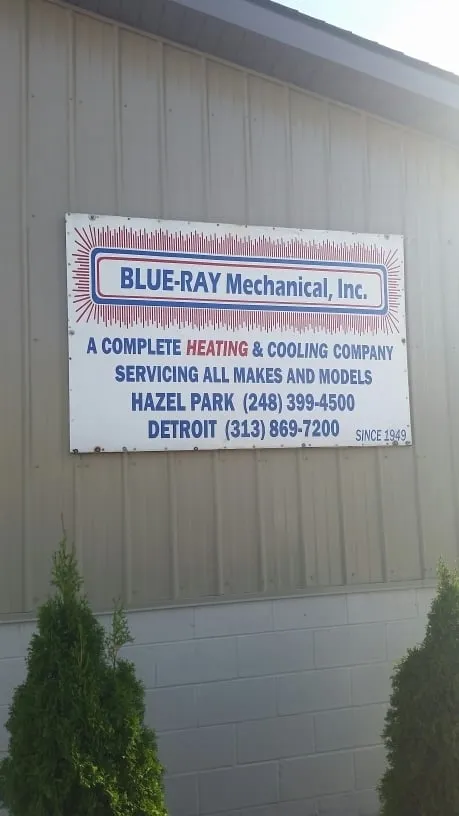 BLUE-RAY Mechanical, Inc.
A COMPLETE HEATING & COOLING COMPANY
SERVICING ALL MAKES AND MODELS
HAZEL PARK (248) 399-4500
DETROIT (313) 869-7200
SINCE 1949